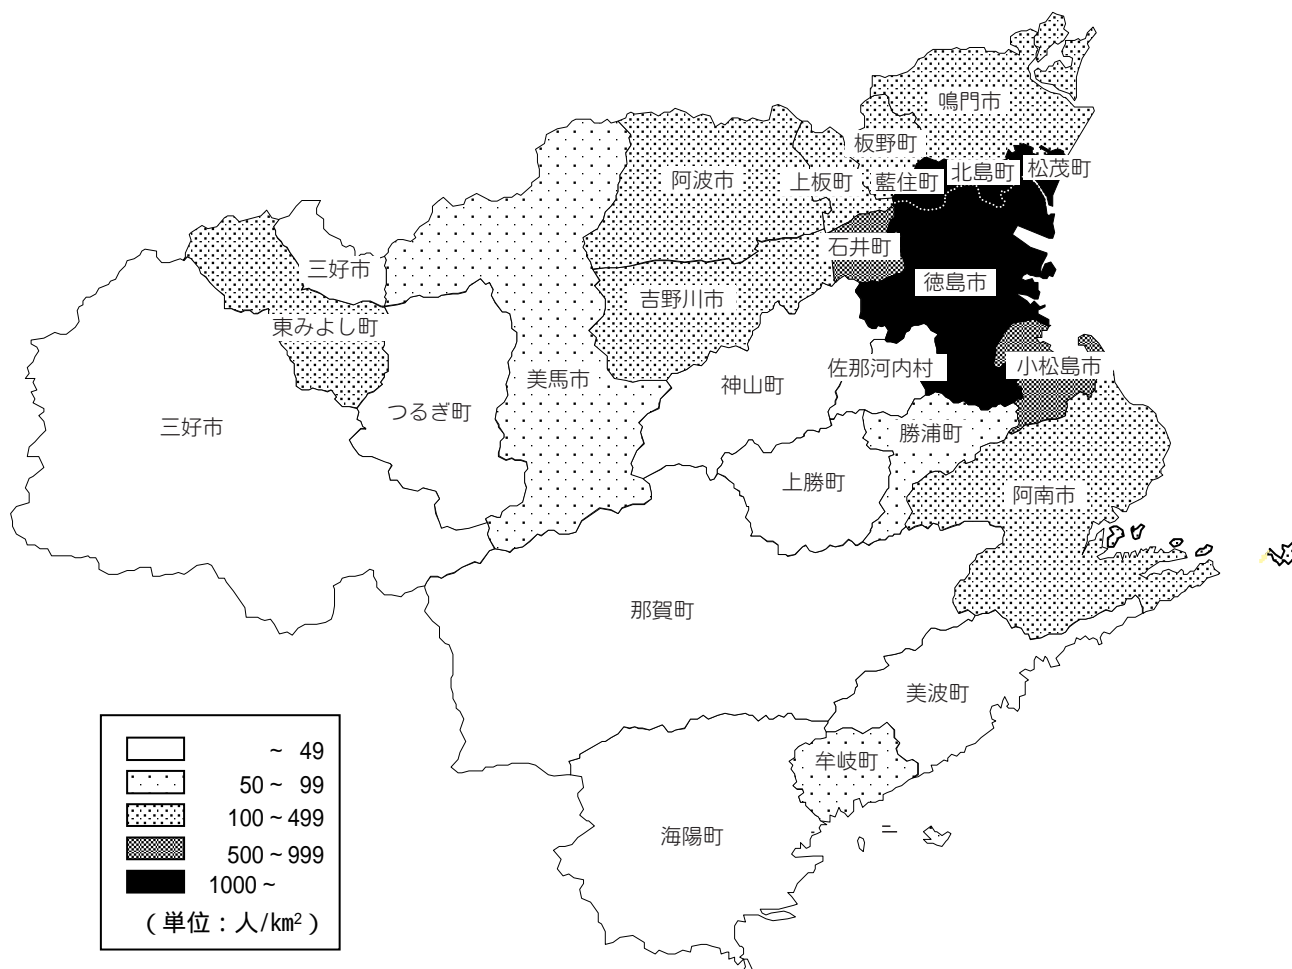 鳴門市
板野町
松茂町
北島町
藍住町
上板町
阿波市
石井町
三好市
徳島市
吉野川市
東みよし町
小松島市
佐那河内村
美馬市
神山町
つるぎ町
三好市
勝浦町
上勝町
阿南市
那賀町
美波町
牟岐町
海陽町
～ 49
50～ 99
100～499
500～999
1000～
（単位：人/km²）